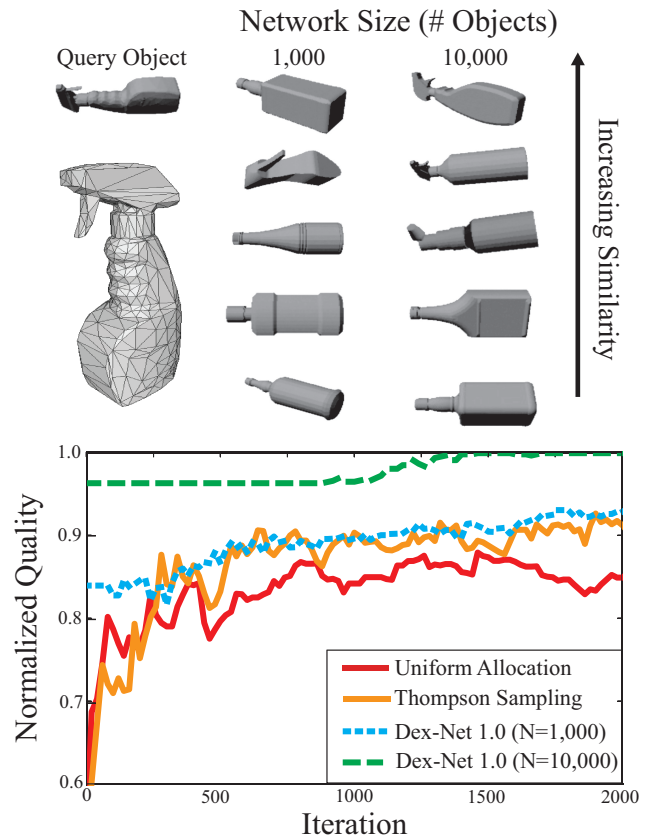 Network Size (# Objects)
Query Object
1,000
10,000
Increasing Similarity
Normalized Quality
1.0
0.9
0.8
0.7
0.6
Uniform Allocation
Thompson Sampling
Dex-Net 1.0 (N=1,000)
Dex-Net 1.0 (N=10,000)
0
500
1000
1500
2000
Iteration